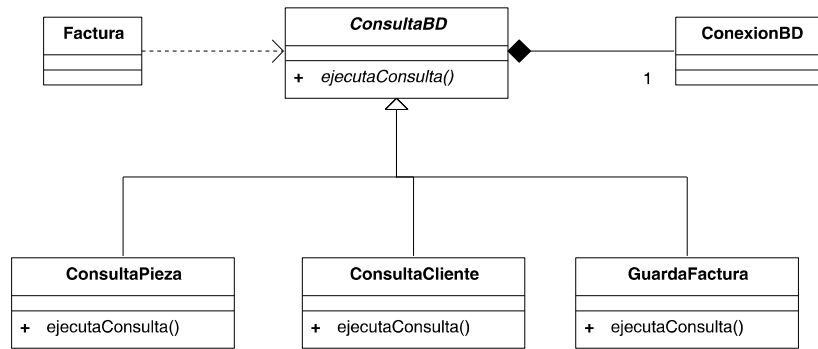 Factura
ConsultaBD
ConexionBD
+ ejecutaConsulta()
1
ConsultaPieza
ConsultaCliente
GuardaFactura
+ ejecutaConsulta()
+ ejecutaConsulta()
+ ejecutaConsulta()